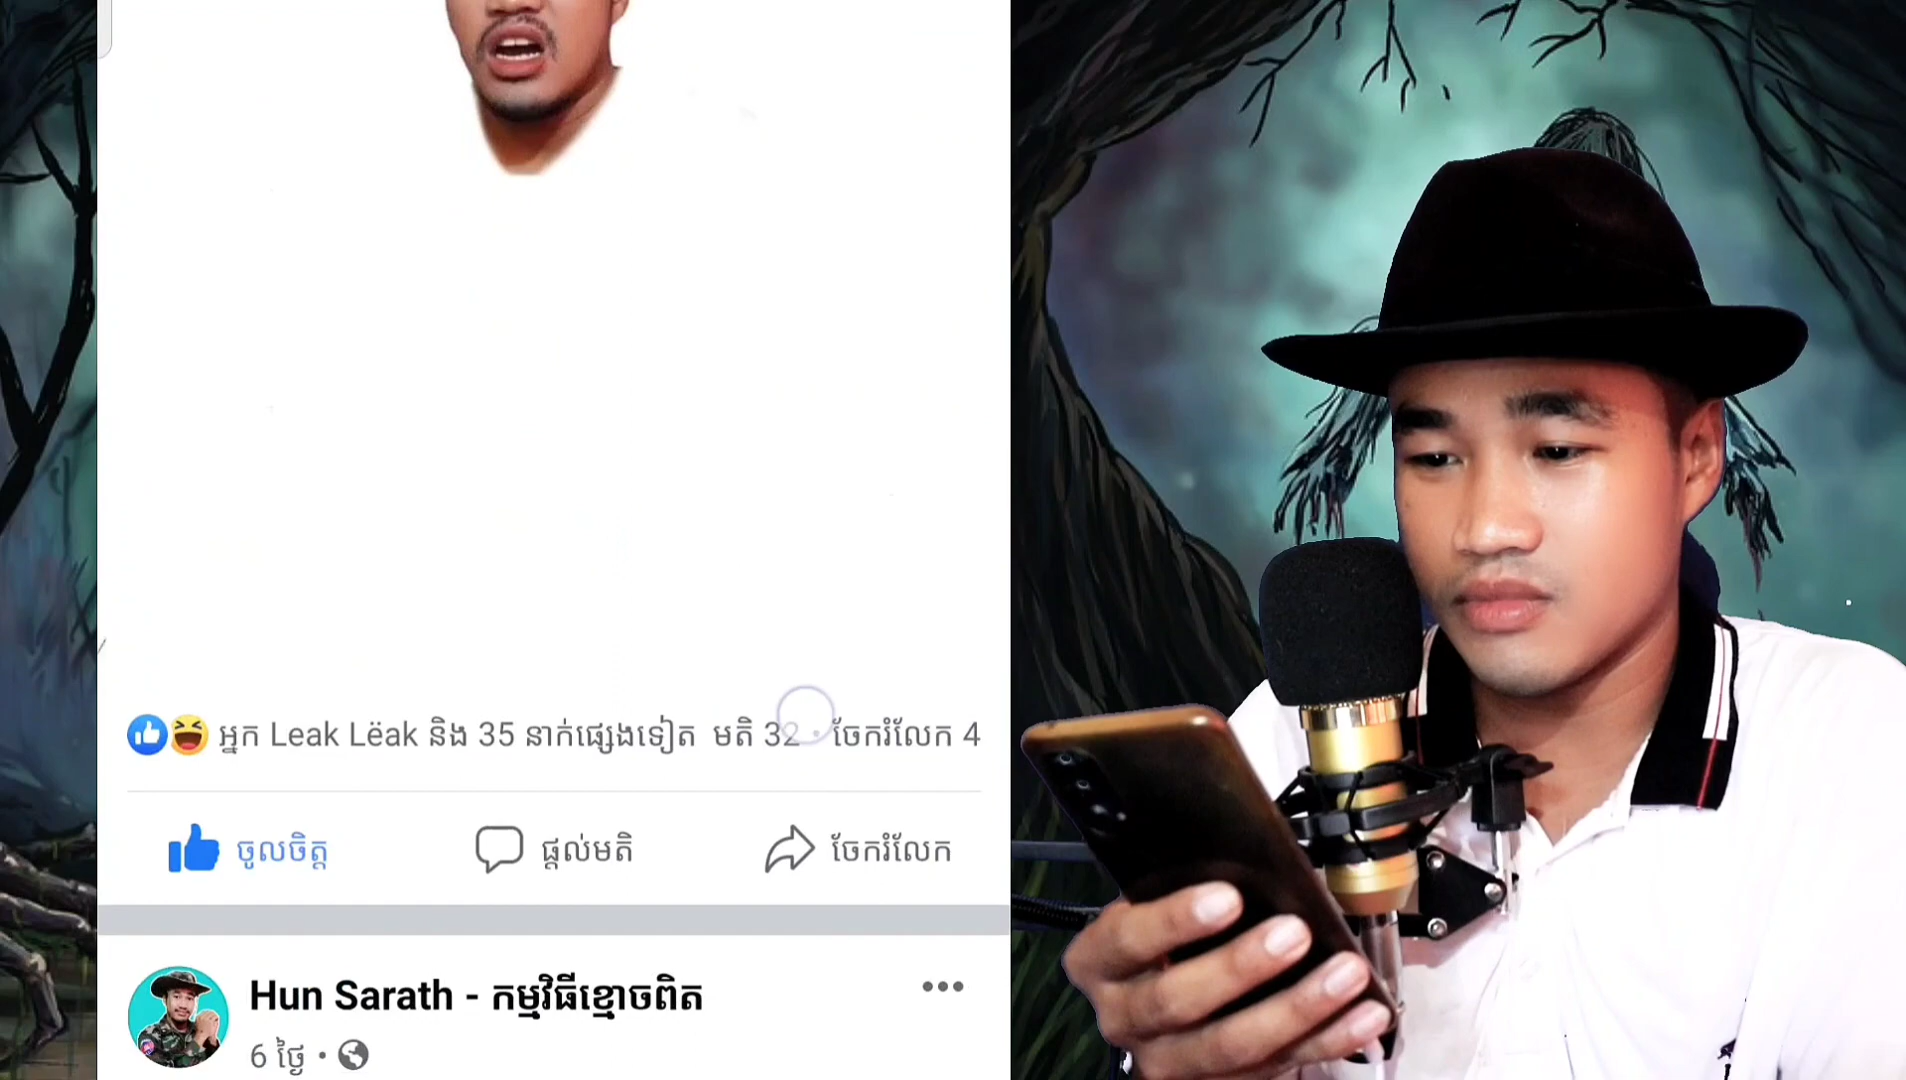 អ្នក Leak Lëak និង 35 នាក់ផ្សេងទៀត មតិ 32 · ចែករំលែក 4
ចូលចិត្ត ផ្តល់មតិ ចែករំលែក
Hun Sarath - កម្មវិធីខ្មោចពិត
6 ថ្ងៃ ·